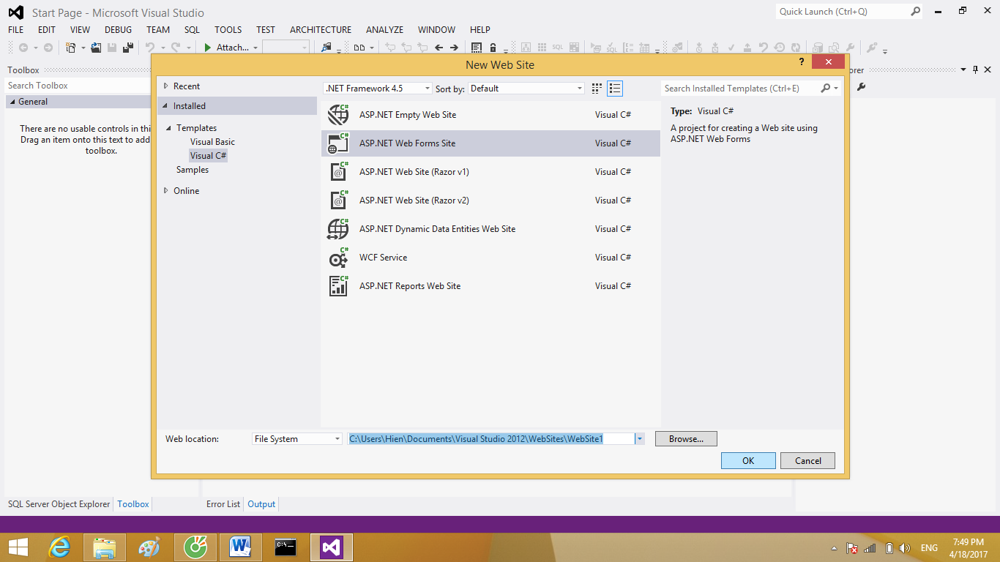 Start Page - Microsoft Visual Studio
Quick Launch (Ctrl+Q)
FILE EDIT VIEW DEBUG TEAM SQL TOOLS TEST ARCHITECTURE ANALYZE WINDOW HELP
Attach...
Toolbox
Search Toolbox
General
There are no usable controls in thi
Drag an item onto this text to add
toolbox.
orer
New Web Site
?
Recent
Installed
Templates
Visual Basic
Visual C#
Samples
Online
.NET Framework 4.5 Sort by: Default
Search Installed Templates (Ctrl+E)
ASP.NET Empty Web Site Visual C#
ASP.NET Web Forms Site Visual C#
ASP.NET Web Site (Razor v1) Visual C#
ASP.NET Web Site (Razor v2) Visual C#
ASP.NET Dynamic Data Entities Web Site Visual C#
WCF Service Visual C#
ASP.NET Reports Web Site Visual C#
Type: Visual C#
A project for creating a Web site using
ASP.NET Web Forms
Web location: File System C:\Users\Hien\Documents\Visual Studio 2012\WebSites\WebSite1 Browse...
OK Cancel
SQL Server Object Explorer Toolbox Error List Output
ENG
7:49 PM
4/18/2017